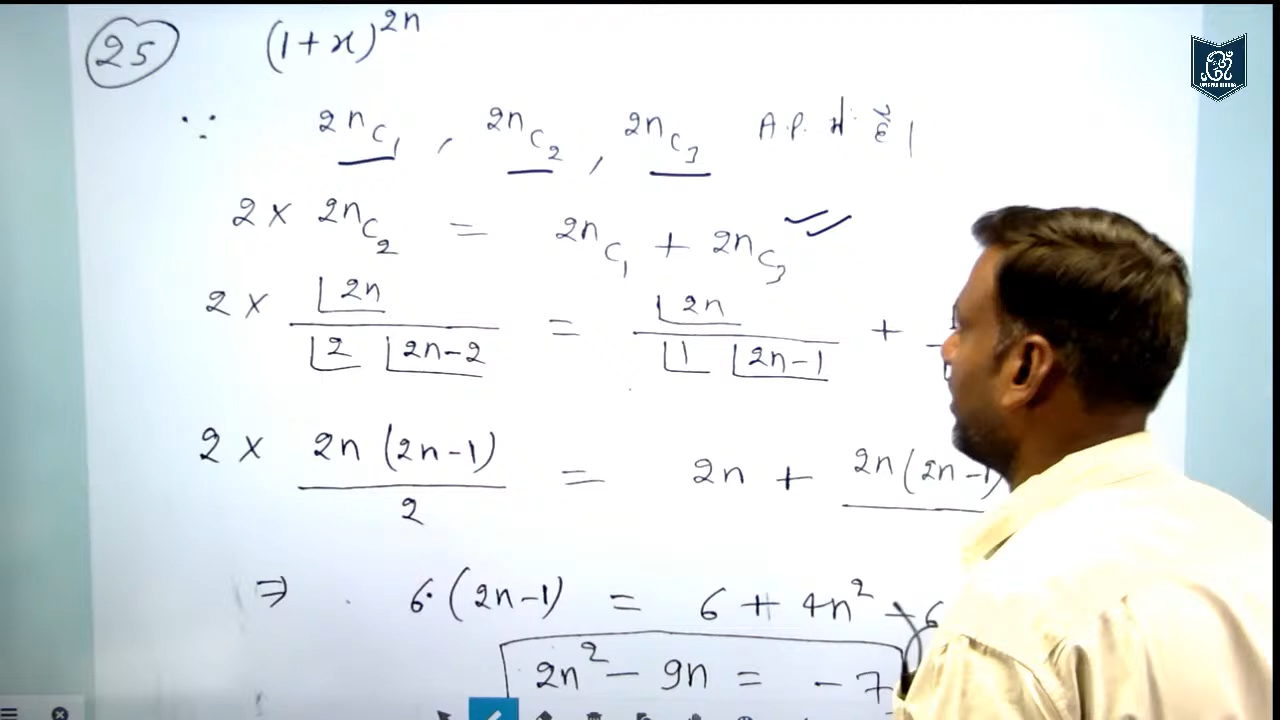 25 (1+x)^2n
∵ 2nC1, 2nC2, 2nC3 A.P. में है।
2 × 2nC2 = 2nC1 + 2nC3
2 × |2n / |2 |2n-2 = |2n / |1 |2n-1 +
2 × 2n(2n-1) / 2 = 2n + 2n(2n-1)
⇒ 6·(2n-1) = 6 + 4n² - 6
2n² - 9n = -7